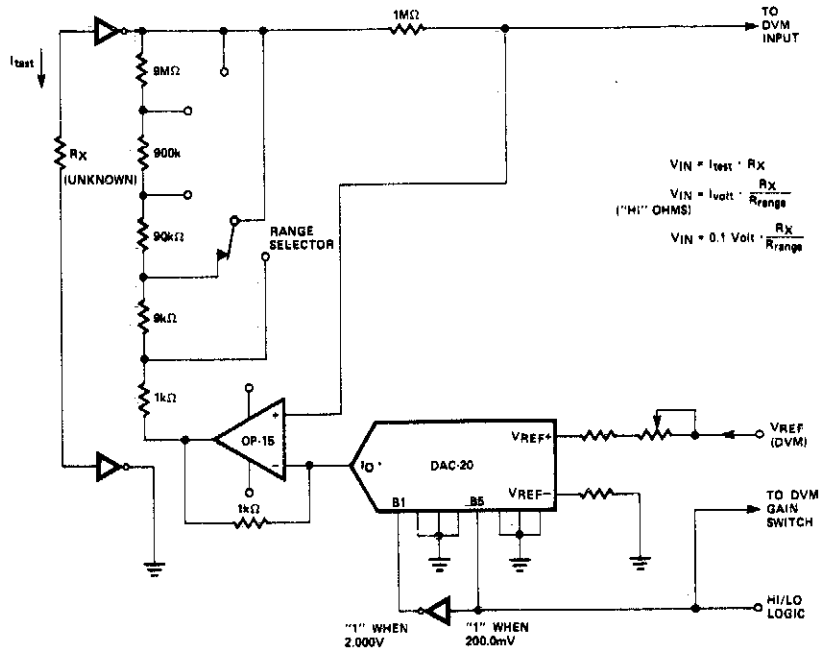 1MΩ
TO
DVM
INPUT
Itest
9MΩ
RX
(UNKNOWN)
900k
90kΩ
RANGE
SELECTOR
VIN = Itest · RX
VIN = Ivolt · RX/Rrange
("HI" OHMS)
VIN = 0.1 Volt · RX/Rrange
9kΩ
1kΩ
+
OP-15
−
1kΩ
IO
DAC-20
VREF+
VREF−
B1
B5
VREF
(DVM)
TO DVM
GAIN
SWITCH
HI/LO
LOGIC
"1" WHEN
2.000V
"1" WHEN
200.0mV